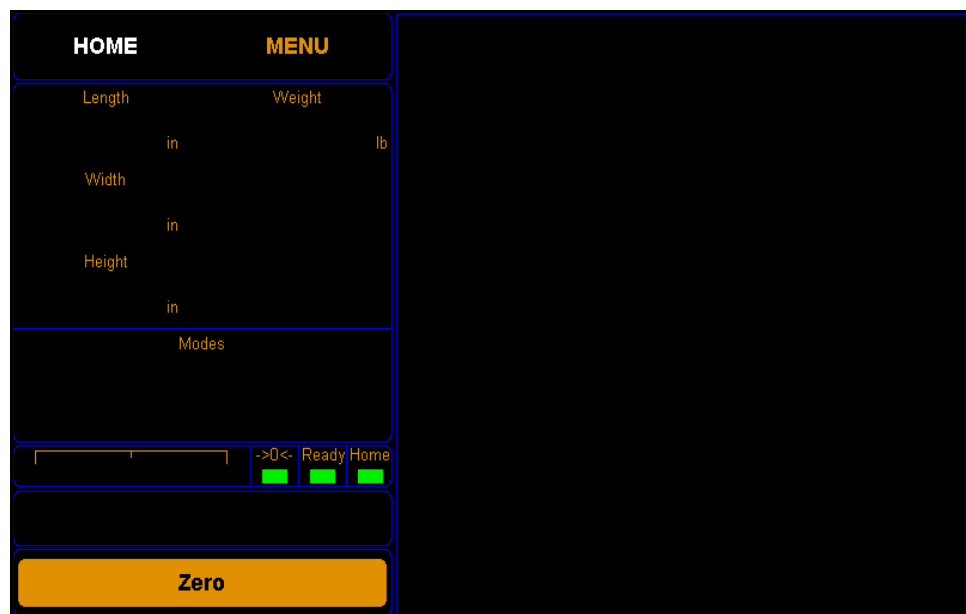 HOME MENU
Length Weight
in lb
Width
in
Height
in
Modes
->0<- Ready Home
Zero